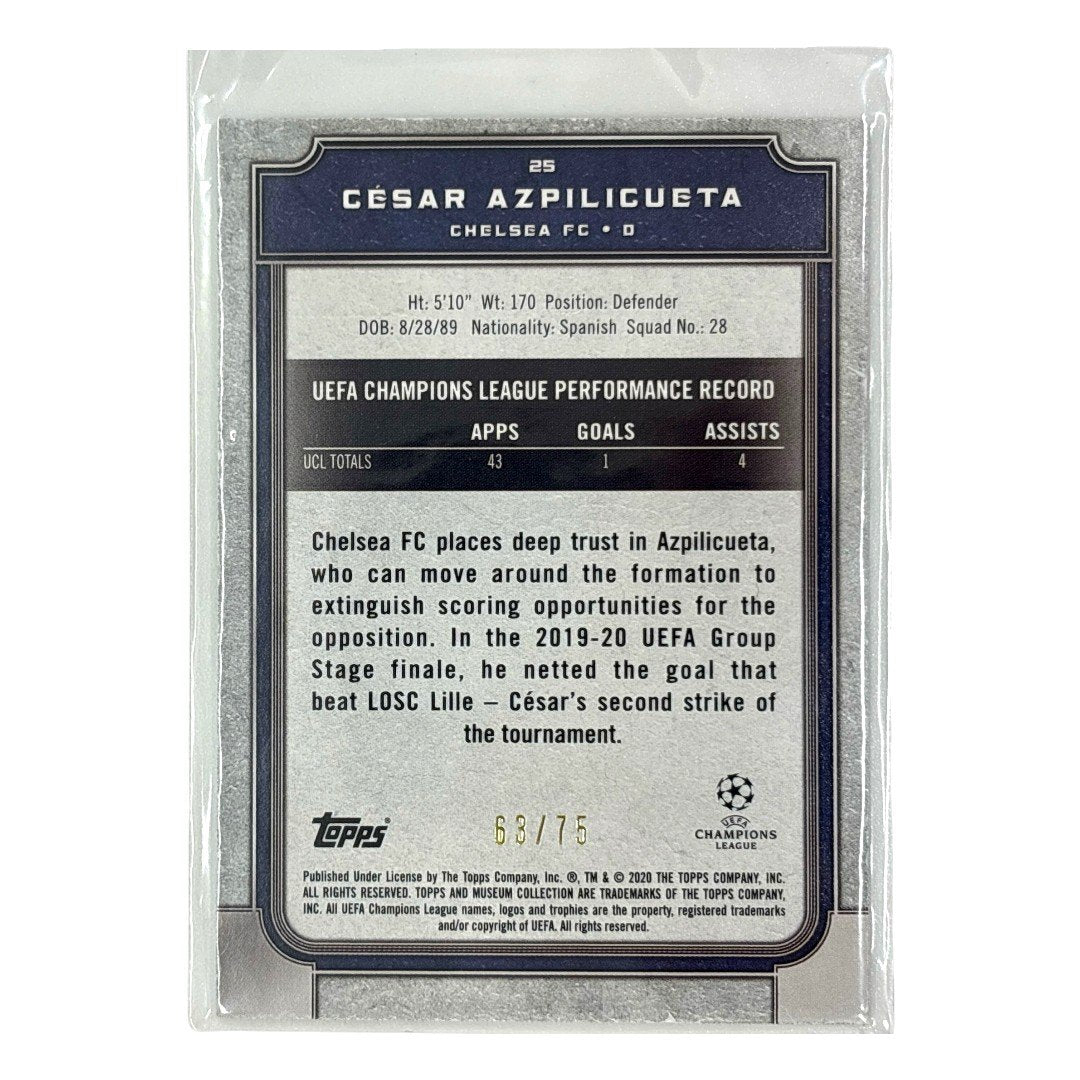 25
CÉSAR AZPILICUETA
CHELSEA FC • D
Ht: 5'10" Wt: 170 Position: Defender
DOB: 8/28/89 Nationality: Spanish Squad No.: 28
UEFA CHAMPIONS LEAGUE PERFORMANCE RECORD
APPS GOALS ASSISTS
UCL TOTALS 43 1 4
Chelsea FC places deep trust in Azpilicueta,
who can move around the formation to
extinguish scoring opportunities for the
opposition. In the 2019-20 UEFA Group
Stage finale, he netted the goal that
beat LOSC Lille – César's second strike of
the tournament.
Topps®
63/75
UEFA
CHAMPIONS
LEAGUE
Published Under License by The Topps Company, Inc. ®, TM & © 2020 THE TOPPS COMPANY, INC.
ALL RIGHTS RESERVED. TOPPS AND MUSEUM COLLECTION ARE TRADEMARKS OF THE TOPPS COMPANY,
INC. All UEFA Champions League names, logos and trophies are the property, registered trademarks
and/or copyright of UEFA. All rights reserved.